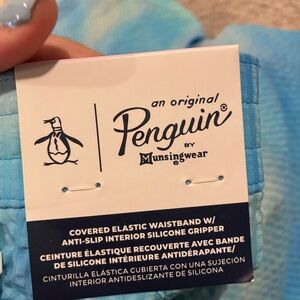 an original
Penguin®
BY
Munsingwear
COVERED ELASTIC WAISTBAND W/
ANTI-SLIP INTERIOR SILICONE GRIPPER
CEINTURE ÉLASTIQUE RECOUVERTE AVEC BANDE
DE SILICONE INTÉRIEURE ANTIDÉRAPANTE/
CINTURILLA ELÁSTICA CUBIERTA CON UNA SUJECIÓN
INTERIOR ANTIDESLIZANTE DE SILICONA